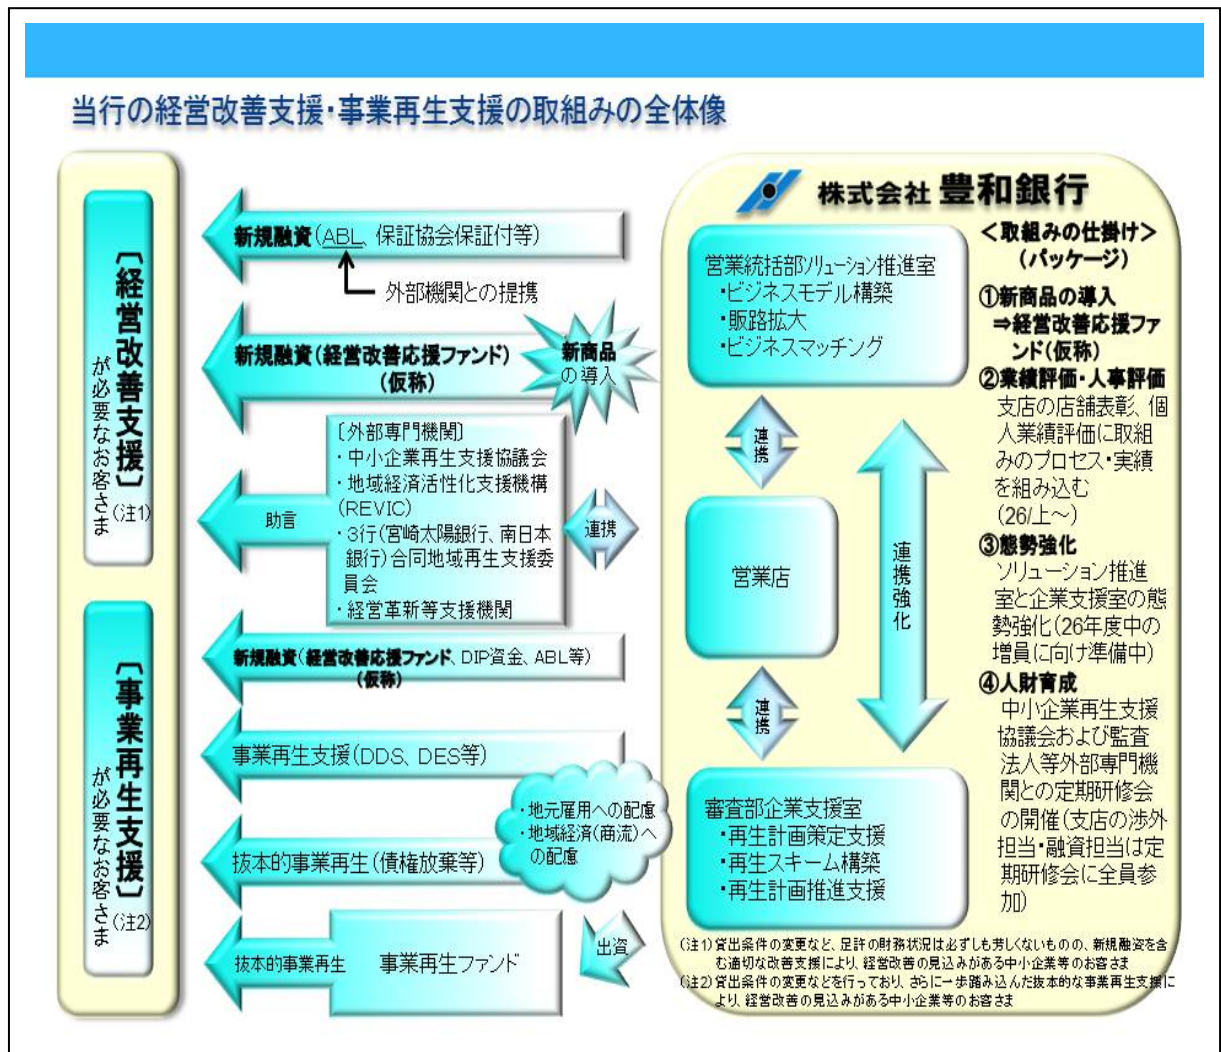 当行の経営改善支援・事業再生支援の取組みの全体像
〔経営改善支援〕
が必要なお客さま(注1)
〔事業再生支援〕
が必要なお客さま(注2)
新規融資(ABL、保証協会保証付等)
外部機関との提携
新規融資(経営改善応援ファンド)
(仮称)
新商品
の導入
助言
〔外部専門機関〕
・中小企業再生支援協議会
・地域経済活性化支援機構
(REVIC)
・3行(宮崎太陽銀行、南日本
銀行)合同地域再生支援委
員会
・経営革新等支援機関
連携
新規融資(経営改善応援ファンド、DIP資金、ABL等)
(仮称)
事業再生支援(DDS、DES等)
・地元雇用への配慮
・地域経済(商流)へ
の配慮
抜本的事業再生(債権放棄等)
抜本的事業再生
事業再生ファンド
出資
株式会社 豊和銀行
営業統括部ソリューション推進室
・ビジネスモデル構築
・販路拡大
・ビジネスマッチング
連携
営業店
連携強化
連携
審査部企業支援室
・再生計画策定支援
・再生スキーム構築
・再生計画推進支援
<取組みの仕掛け>
(パッケージ)
①新商品の導入
⇒経営改善応援ファ
ンド(仮称)
②業績評価・人事評価
支店の店舗表彰、個
人業績評価に取組
みのプロセス・実績
を組み込む
(26/上～)
③態勢強化
ソリューション推進
室と企業支援室の態
勢強化(26年度中の
増員に向け準備中)
④人財育成
中小企業再生支援
協議会および監査
法人等外部専門機
関との定期研修会
の開催(支店の渉外
担当・融資担当は定
期研修会に全員参
加)
(注1)貸出条件の変更など、足許の財務状況は必ずしも芳しくないものの、新規融資を含
む適切な改善支援により、経営改善の見込みがある中小企業等のお客さま
(注2)貸出条件の変更などを行っており、さらに一歩踏み込んだ抜本的な事業再生支援に
より、経営改善の見込みがある中小企業等のお客さま